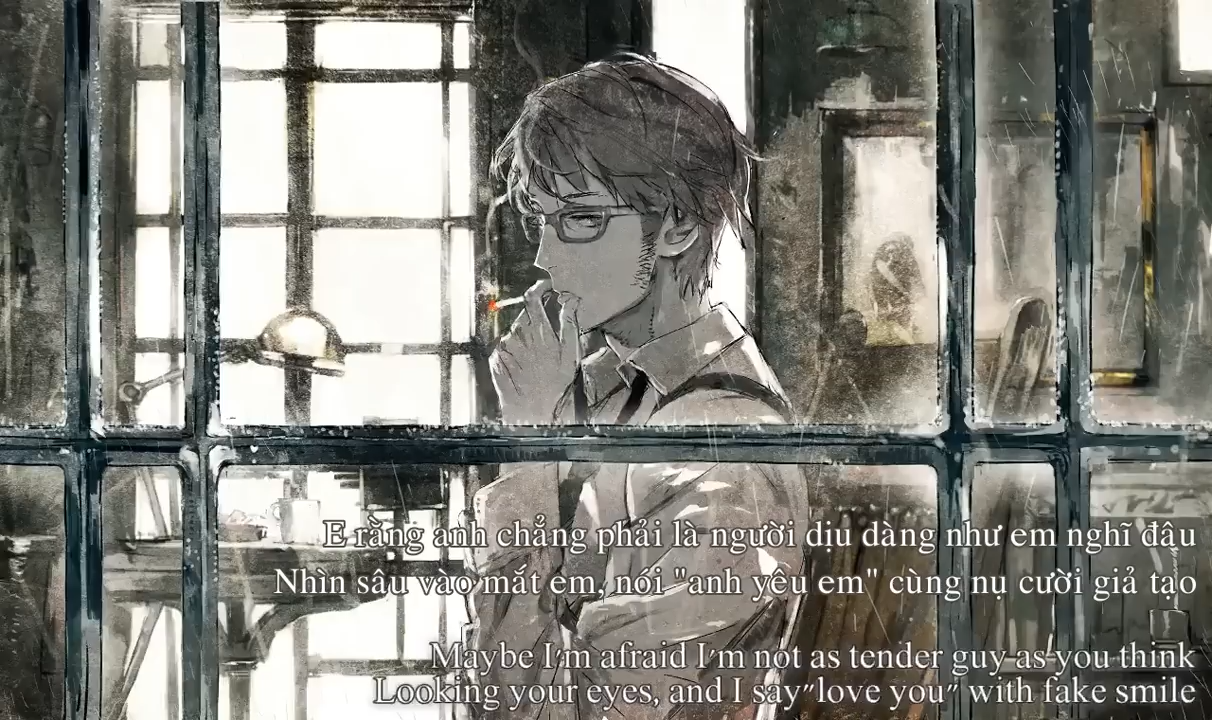 E rằng anh chẳng phải là người dịu dàng như em nghĩ đâu
Nhìn sâu vào mắt em, nói "anh yêu em" cùng nụ cười giả tạo
Maybe I'm afraid I'm not as tender guy as you think
Looking your eyes, and I say"love you" with fake smile